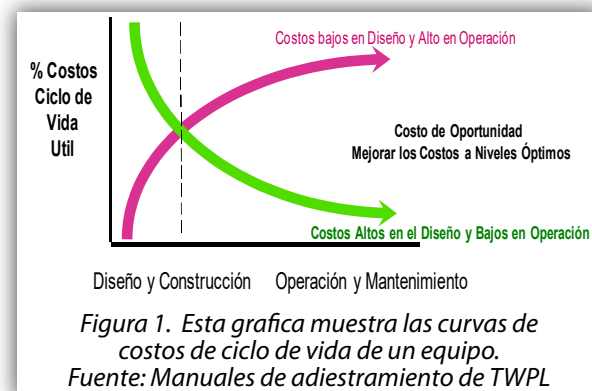 Costos bajos en Diseño y Alto en Operación
% Costos
Ciclo de
Vida
Util
Costo de Oportunidad
Mejorar los Costos a Niveles Óptimos
Costos Altos en el Diseño y Bajos en Operación
Diseño y Construcción Operación y Mantenimiento
Figura 1. Esta grafica muestra las curvas de
costos de ciclo de vida de un equipo.
Fuente: Manuales de adiestramiento de TWPL